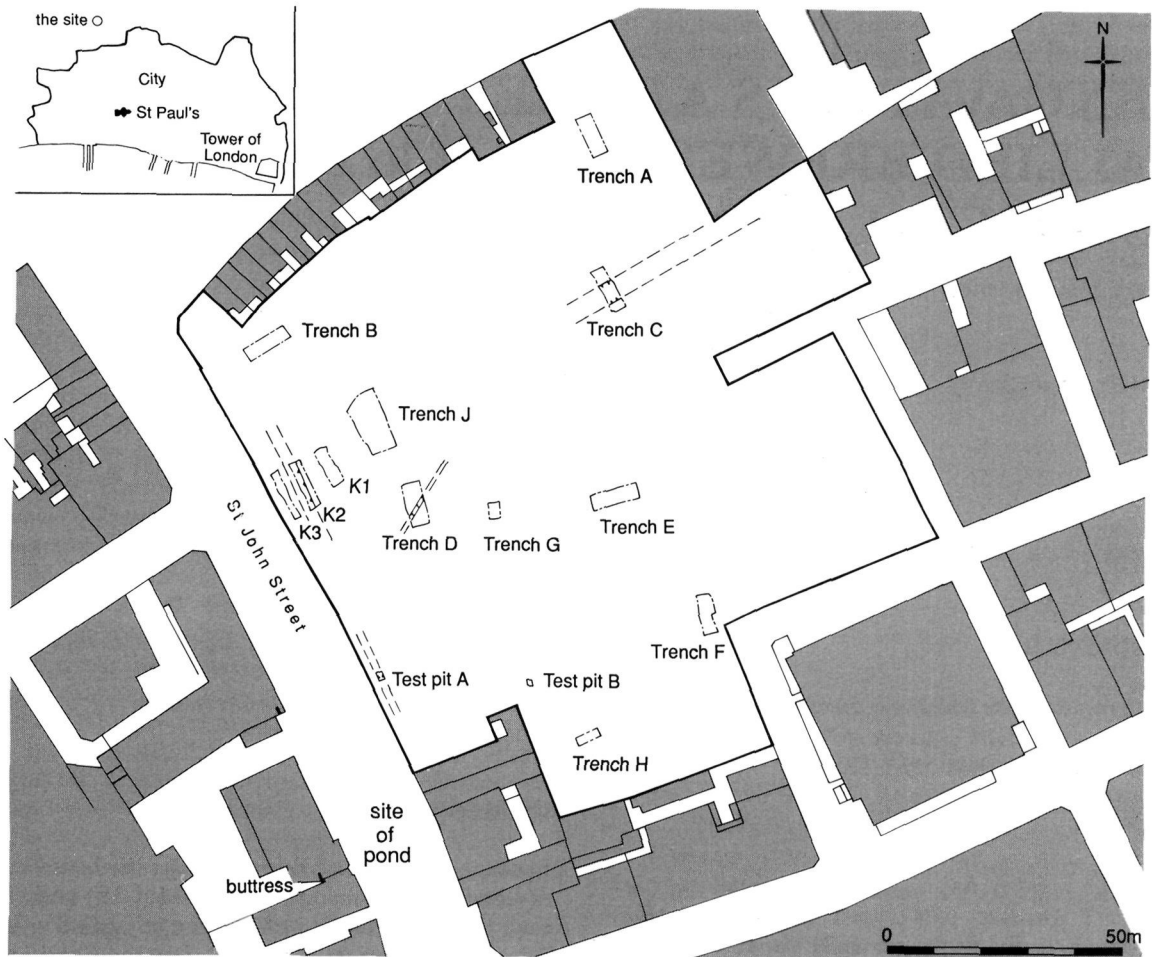 the site
City
St Paul's
Tower of
London
N
Trench A
Trench C
Trench B
Trench J
K1
K2
K3
Trench D
Trench G
Trench E
St John Street
Trench F
Test pit A
Test pit B
Trench H
site
of
pond
buttress
0
50m